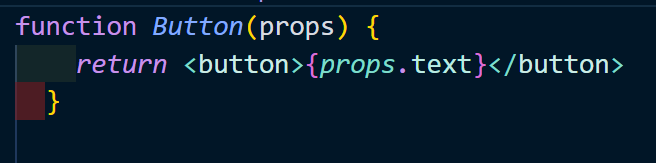 function Button(props) {
    return <button>{props.text}</button>
  }